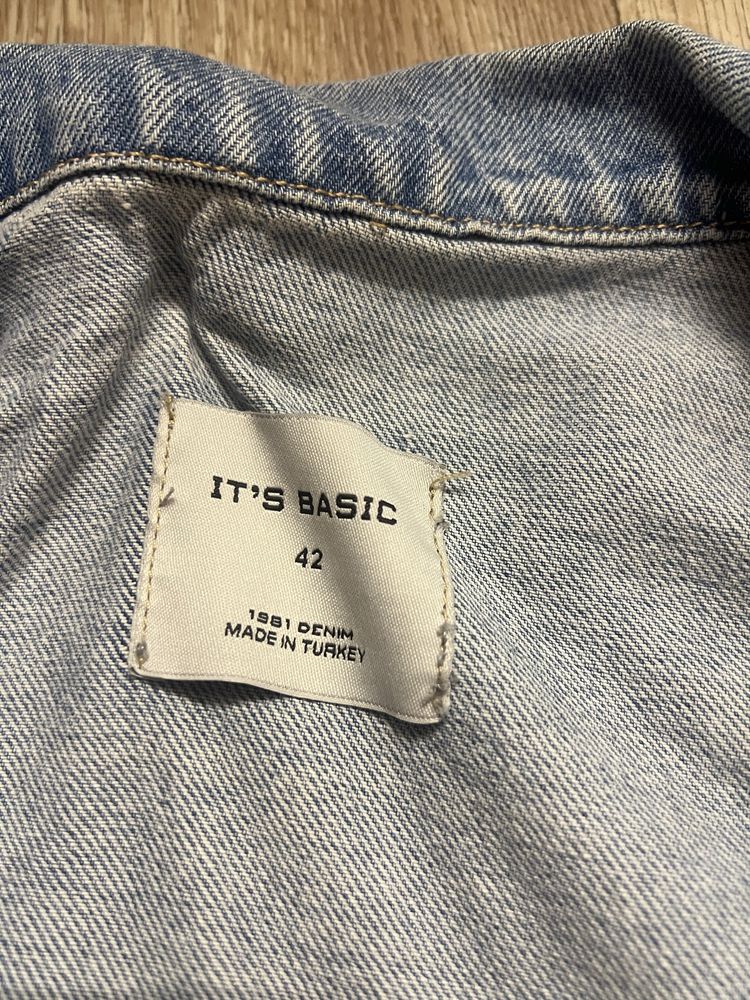 IT'S BASIC
42
1981 DENIM
MADE IN TURKEY